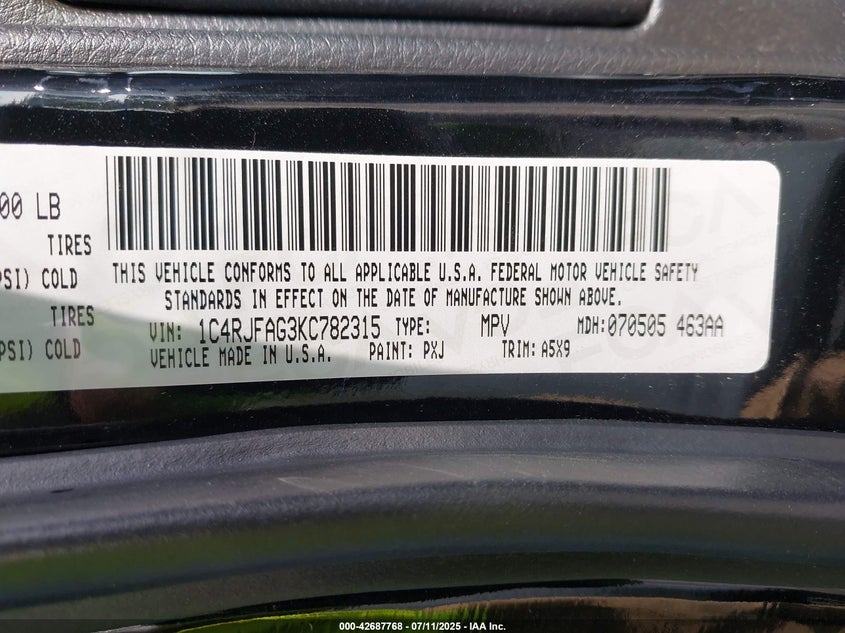 00 LB
TIRES
PSI) COLD
TIRES
PSI) COLD
THIS VEHICLE CONFORMS TO ALL APPLICABLE U.S.A. FEDERAL MOTOR VEHICLE SAFETY
STANDARDS IN EFFECT ON THE DATE OF MANUFACTURE SHOWN ABOVE.
VIN: 1C4RJFAG3KC782315 TYPE: MPV MDH:070505 463AA
VEHICLE MADE IN U.S.A. PAINT: PXJ TRIM: A5X9
000-42687768 - 07/11/2025 - IAA Inc.